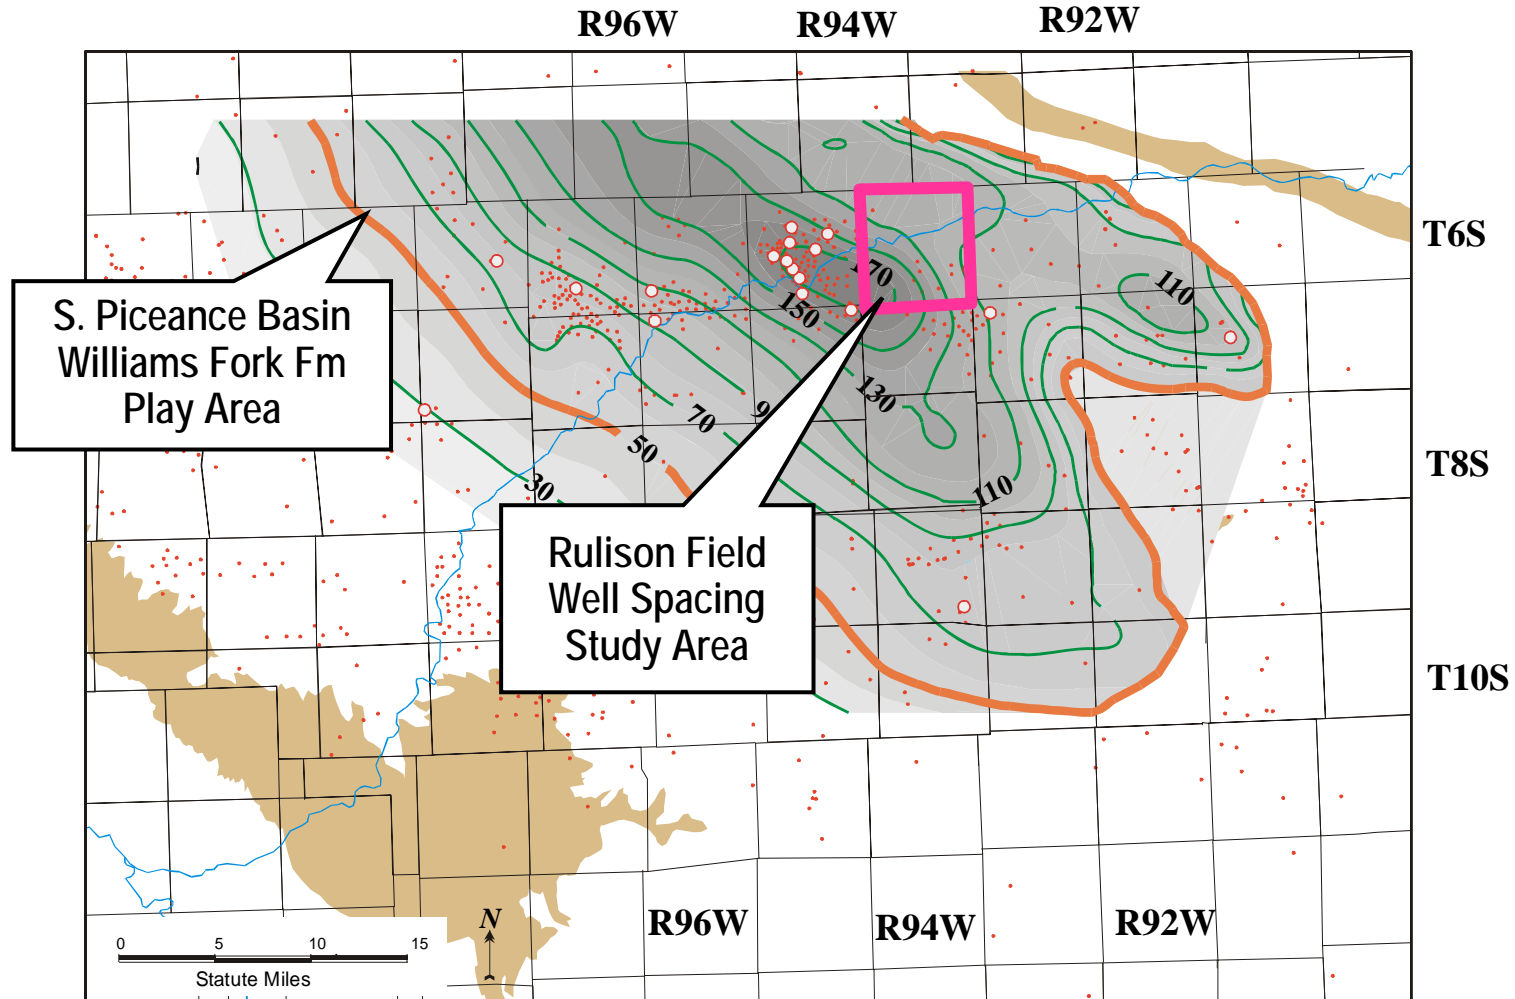 R96W
R94W
R92W
T6S
T8S
T10S
S. Piceance Basin
Williams Fork Fm
Play Area
170
150
130
110
110
9
70
50
30
Rulison Field
Well Spacing
Study Area
R96W
R94W
R92W
N
0 5 10 15
Statute Miles